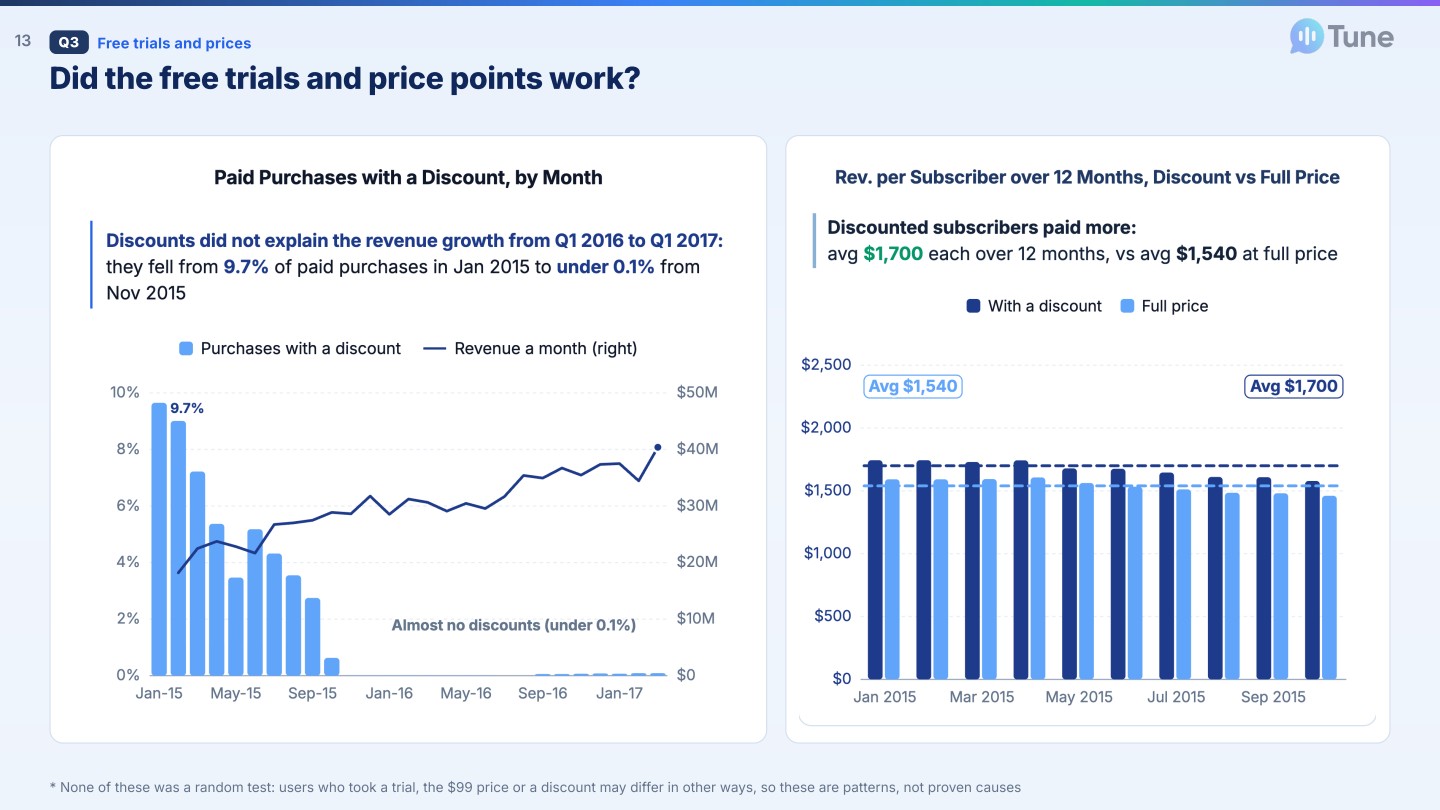 13
Q3
Free trials and prices
Tune
Did the free trials and price points work?
Paid Purchases with a Discount, by Month
Discounts did not explain the revenue growth from Q1 2016 to Q1 2017:
they fell from 9.7% of paid purchases in Jan 2015 to under 0.1% from
Nov 2015
Purchases with a discount
Revenue a month (right)
10%
8%
6%
4%
2%
0%
9.7%
Almost no discounts (under 0.1%)
$50M
$40M
$30M
$20M
$10M
$0
Jan-15
May-15
Sep-15
Jan-16
May-16
Sep-16
Jan-17
Rev. per Subscriber over 12 Months, Discount vs Full Price
Discounted subscribers paid more:
avg $1,700 each over 12 months, vs avg $1,540 at full price
With a discount
Full price
$2,500
$2,000
$1,500
$1,000
$500
$0
Avg $1,540
Avg $1,700
Jan 2015
Mar 2015
May 2015
Jul 2015
Sep 2015
* None of these was a random test: users who took a trial, the $99 price or a discount may differ in other ways, so these are patterns, not proven causes